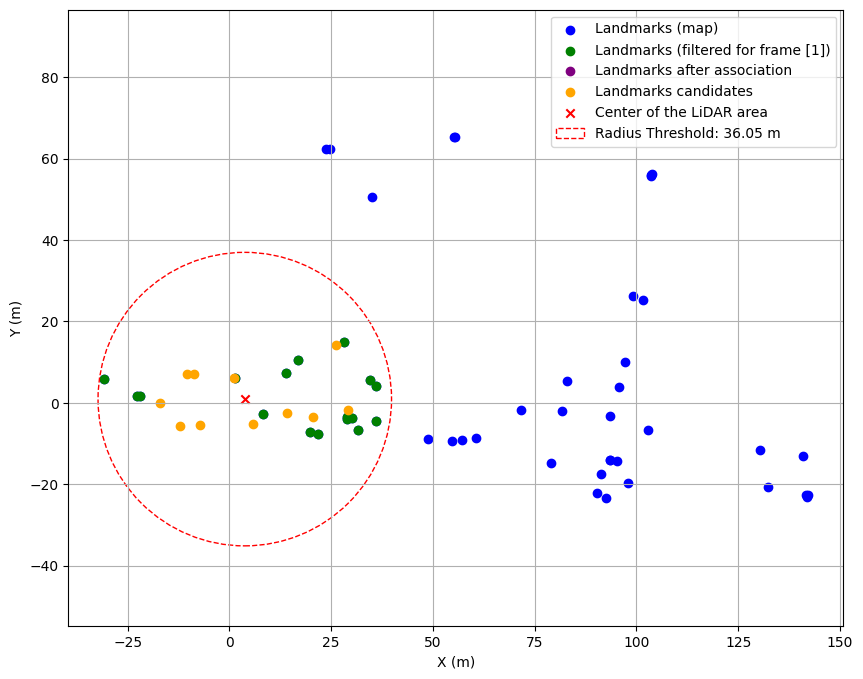 Landmarks (map)
Landmarks (filtered for frame [1])
Landmarks after association
Landmarks candidates
Center of the LiDAR area
Radius Threshold: 36.05 m
80
60
40
20
0
−20
−40
Y (m)
−25
0
25
50
75
100
125
150
X (m)